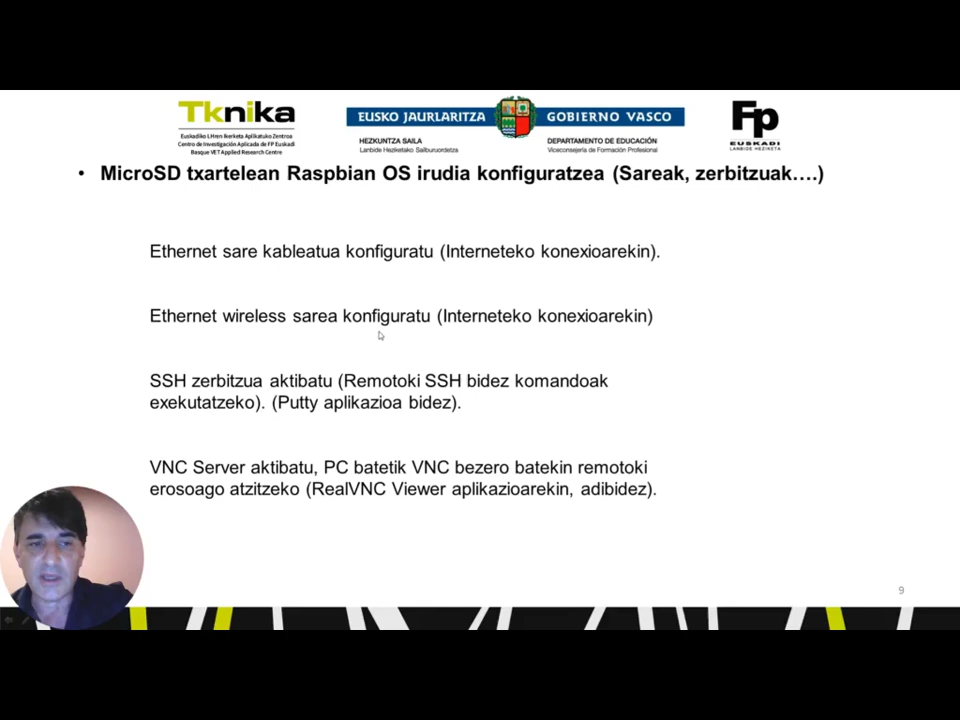 Tknika
Euskadiko LHren Ikerketa Aplikatuko Zentroa
Centro de Investigación Aplicada de FP Euskadi
Basque VET Applied Research Centre
EUSKO JAURLARITZA
GOBIERNO VASCO
HEZKUNTZA SAILA
Lanbide Heziketako Sailburuordetza
DEPARTAMENTO DE EDUCACIÓN
Viceconsejería de Formación Profesional
Fp
EUSKADI
LANBIDE HEZIKETA
• MicroSD txartelean Raspbian OS irudia konfiguratzea (Sareak, zerbitzuak….)
Ethernet sare kableatua konfiguratu (Interneteko konexioarekin).
Ethernet wireless sarea konfiguratu (Interneteko konexioarekin)
SSH zerbitzua aktibatu (Remotoki SSH bidez komandoak
exekutatzeko). (Putty aplikazioa bidez).
VNC Server aktibatu, PC batetik VNC bezero batekin remotoki
erosoago atzitzeko (RealVNC Viewer aplikazioarekin, adibidez).
9